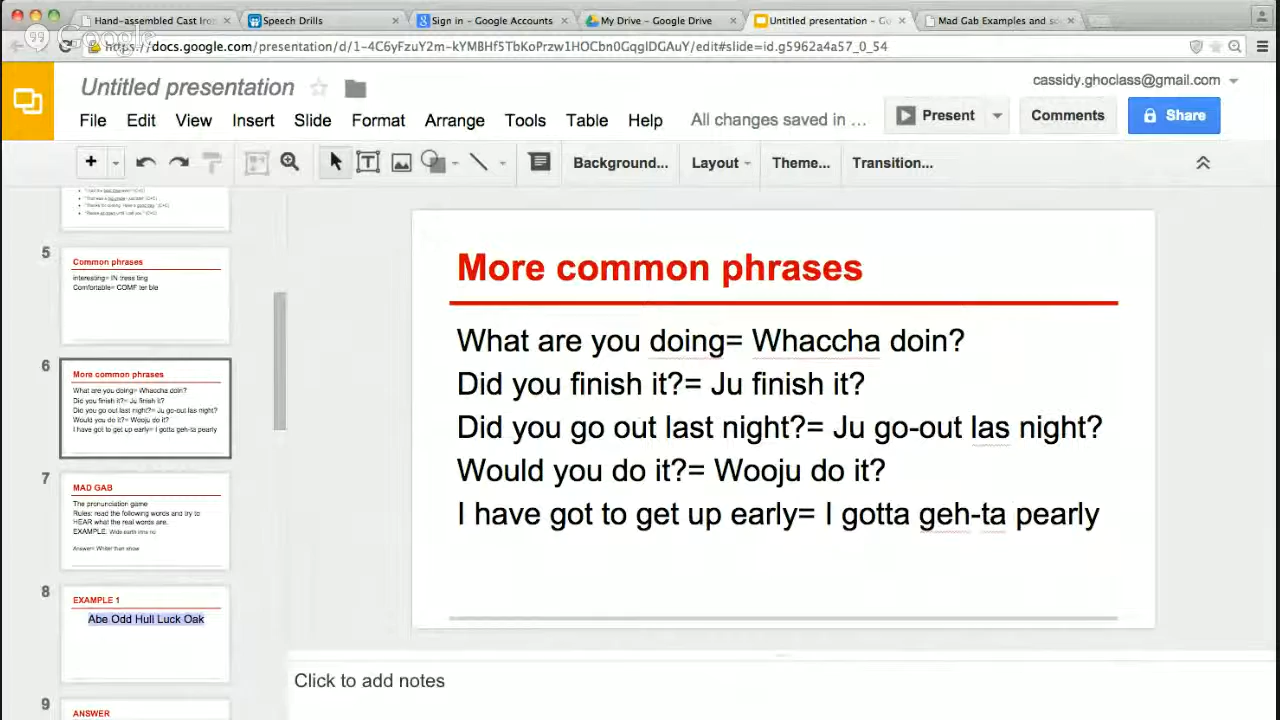 Hand-assembled Cast Iro
Speech Drills
Sign in - Google Accounts
My Drive - Google Drive
Untitled presentation - Go
Mad Gab Examples and so
Google
https://docs.google.com/presentation/d/1-4C6yFzuY2m-kYMBHf5TbKoPrzw1HOCbn0GqglDGAuY/edit#slide=id.g5962a4a57_0_54
Untitled presentation
cassidy.ghoclass@gmail.com
File Edit View Insert Slide Format Arrange Tools Table Help All changes saved in ...
Present
Comments
Share
Background... Layout Theme... Transition...
5
Common phrases
interesting= IN tress ting
Comfortable= COMF ter ble
6
More common phrases
What are you doing= Whaccha doin?
Did you finish it?= Ju finish it?
Did you go out last night?= Ju go-out las night?
Would you do it?= Wooju do it?
I have got to get up early= I gotta geh-ta pearly
7
MAD GAB
The pronunciation game
Rules: read the following words and try to
HEAR what the real words are.
EXAMPLE:
8
EXAMPLE 1
Abe Odd Hull Luck Oak
9
ANSWER
More common phrases
What are you doing= Whaccha doin?
Did you finish it?= Ju finish it?
Did you go out last night?= Ju go-out las night?
Would you do it?= Wooju do it?
I have got to get up early= I gotta geh-ta pearly
Click to add notes